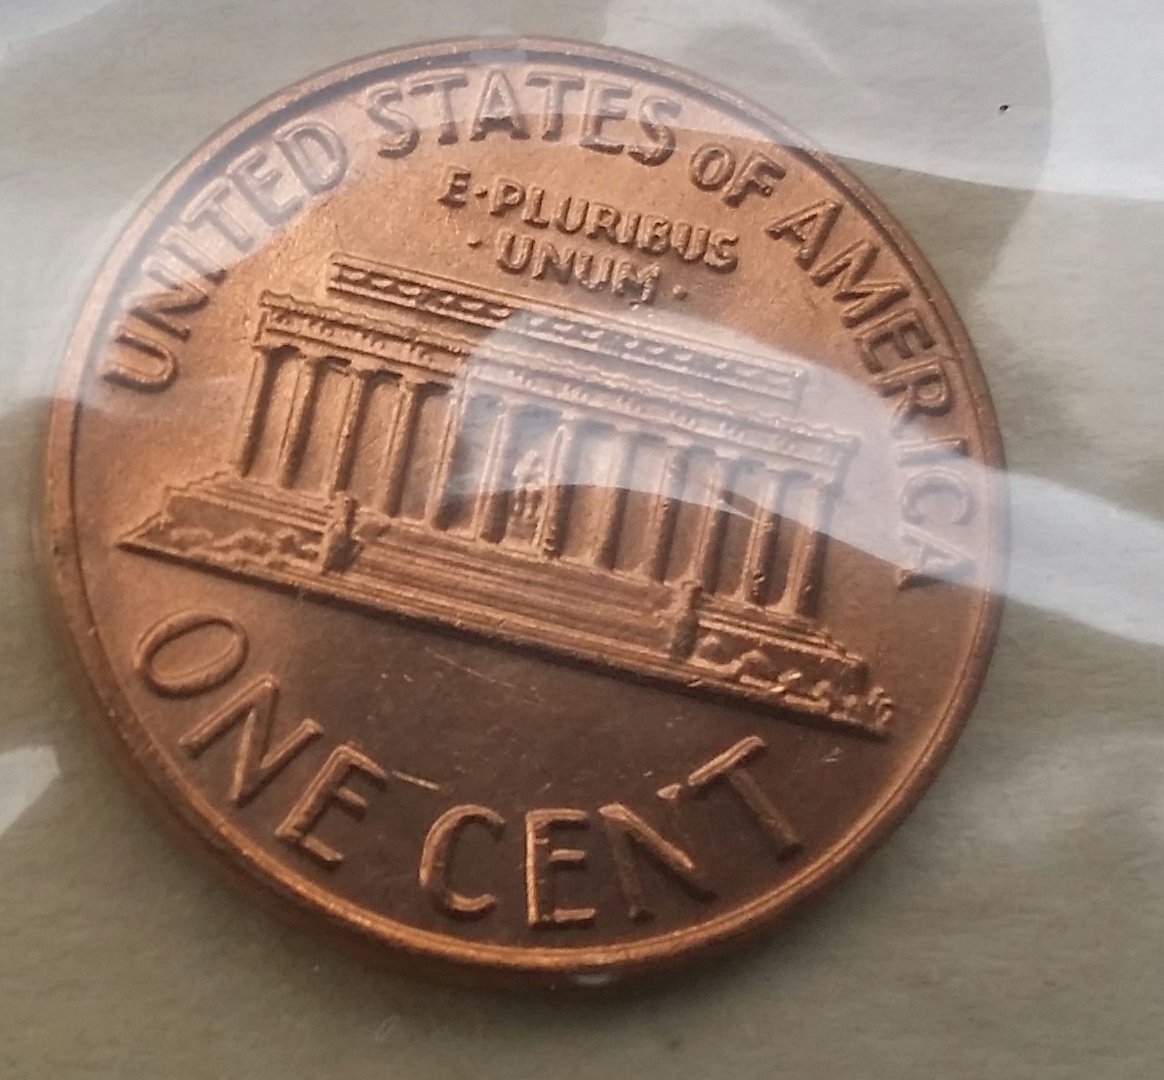 UNITED STATES OF AMERICA
E·PLURIBUS
·UNUM·
ONE CENT